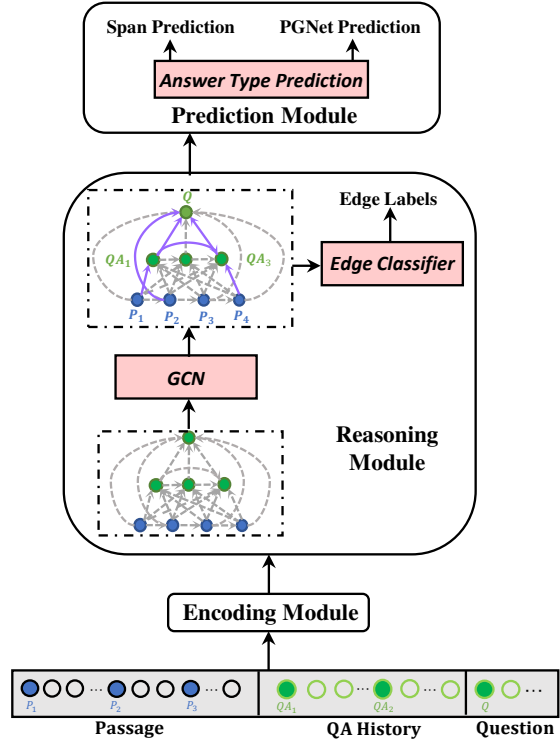 Span Prediction PGNet Prediction
Answer Type Prediction
Prediction Module
Q
Edge Labels
QA1 QA3
Edge Classifier
P1 P2 P3 P4
GCN
Reasoning
Module
Encoding Module
... ... ... ... ...
P1 P2 P3 QA1 QA2 Q
Passage QA History Question